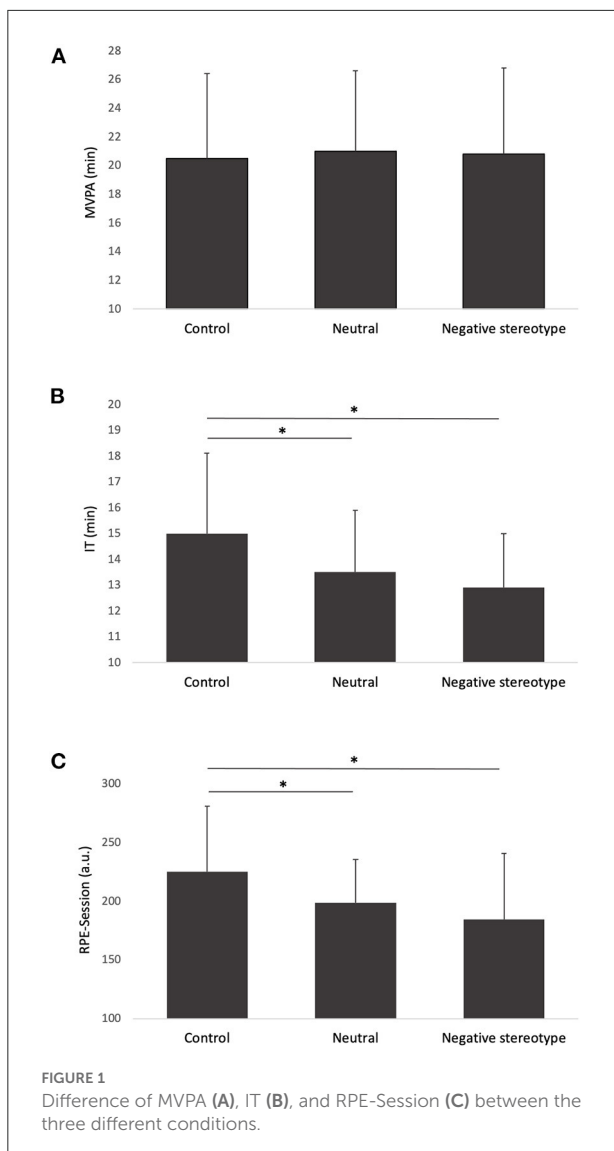 A
MVPA (min)
28
26
24
22
20
18
16
14
12
10
Control Neutral Negative stereotype
B
IT (min)
20
19
18
17
16
15
14
13
12
11
10
*
*
Control Neutral Negative stereotype
C
RPE-Session (a.u.)
300
250
200
150
100
*
*
Control Neutral Negative stereotype
FIGURE 1
Difference of MVPA (A), IT (B), and RPE-Session (C) between the
three different conditions.